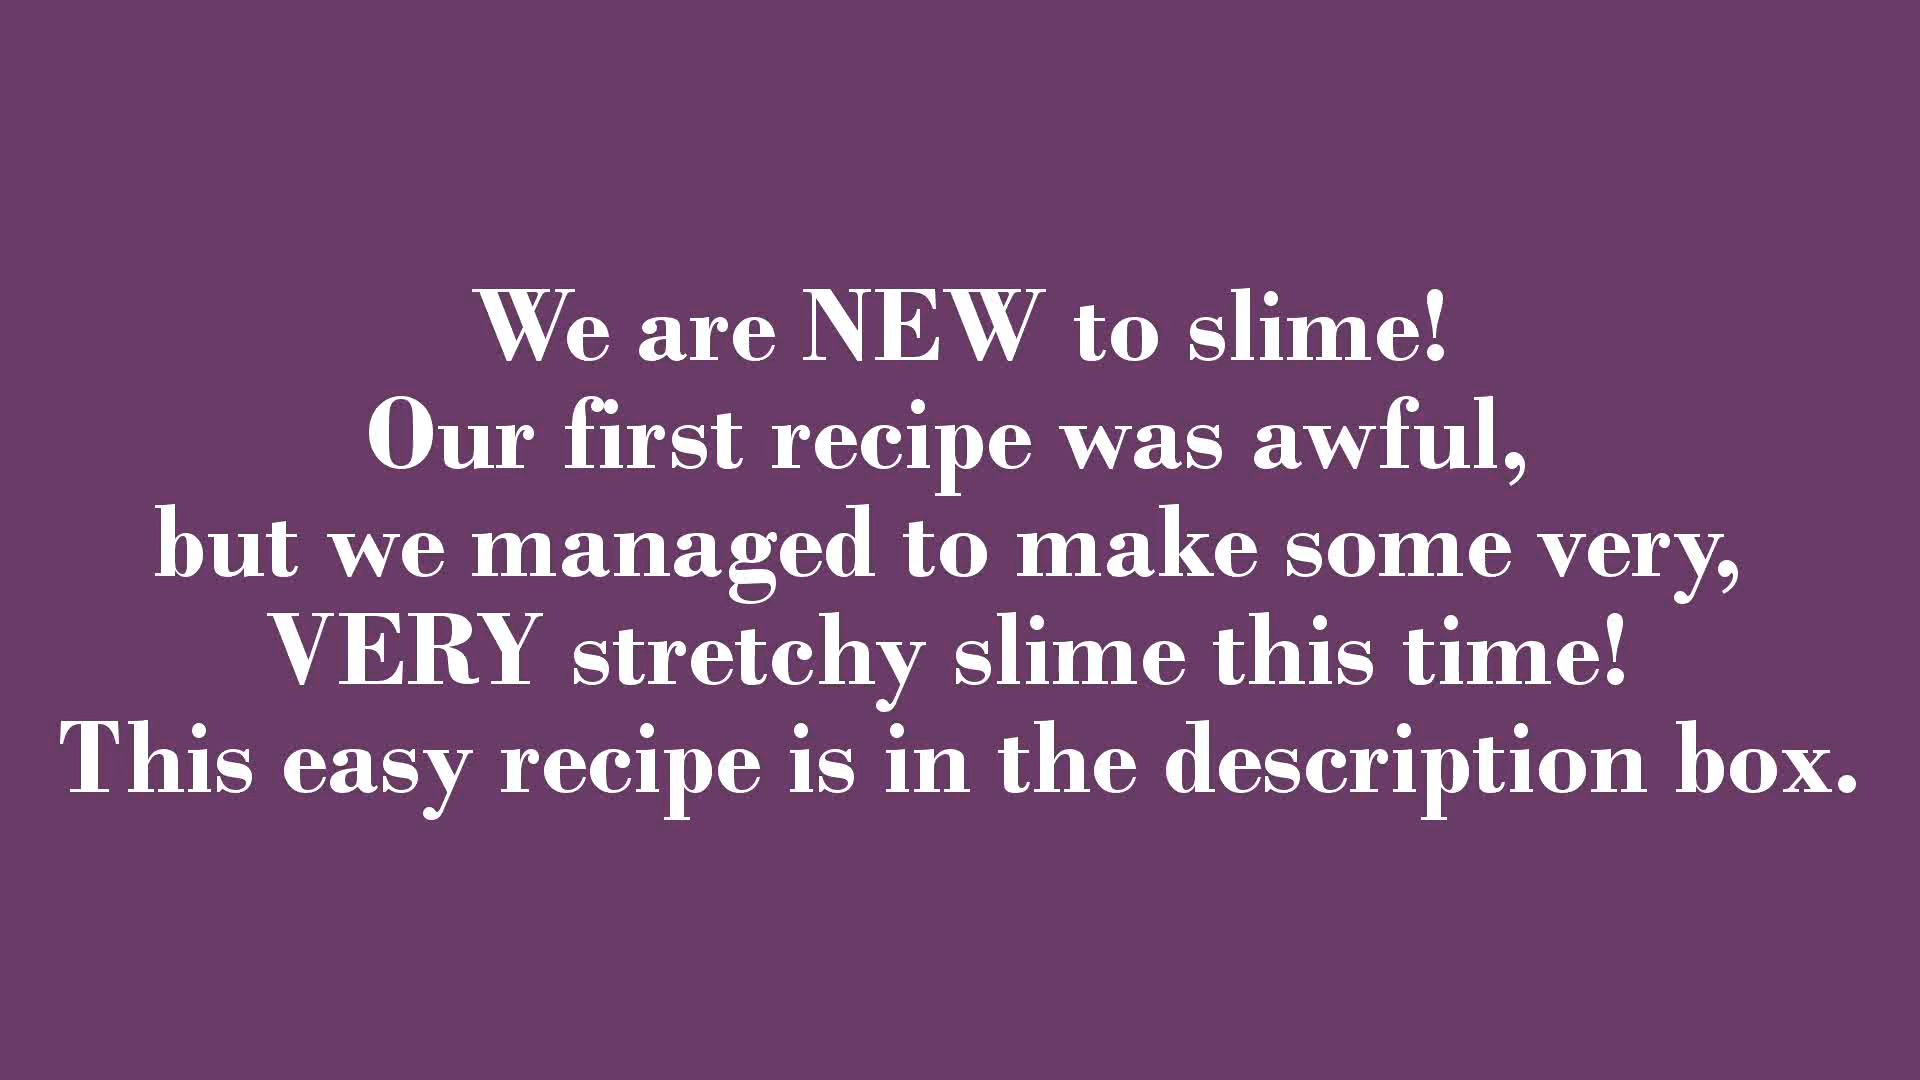 We are NEW to slime!
Our first recipe was awful,
but we managed to make some very,
VERY stretchy slime this time!
This easy recipe is in the description box.